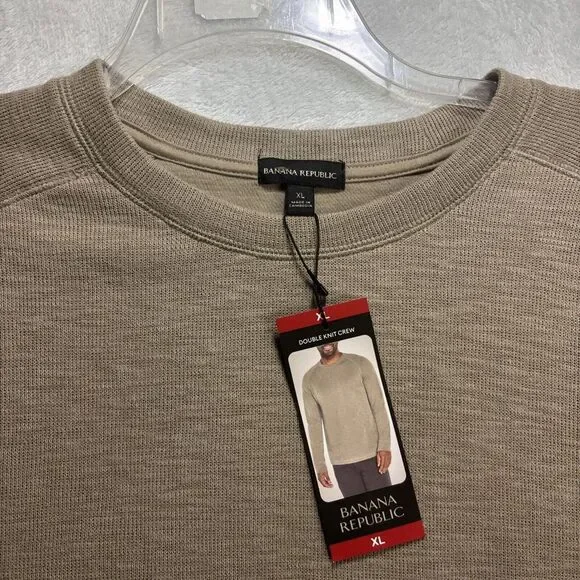 BANANA REPUBLIC
XL
MADE IN
CAMBODIA
XL
DOUBLE KNIT CREW
BANANA
REPUBLIC
XL